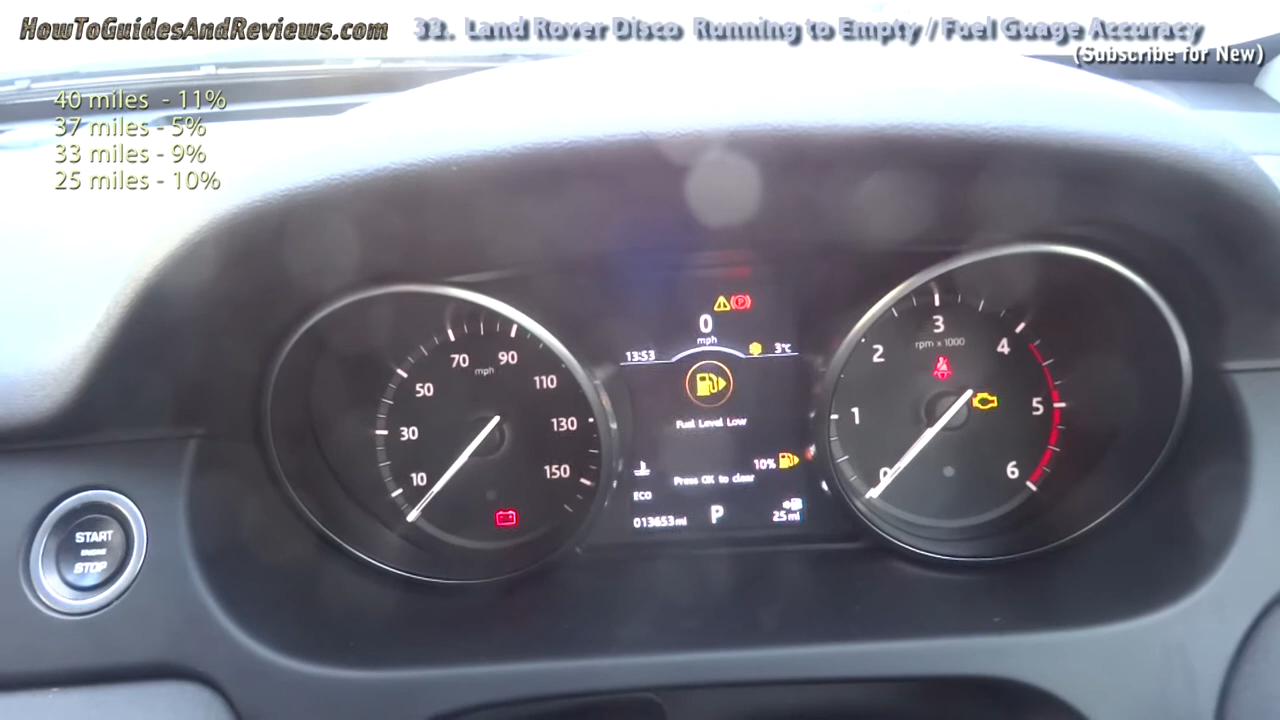 HowToGuidesAndReviews.com
32. Land Rover Disco Running to Empty / Fuel Guage Accuracy
(Subscribe for New)
40 miles - 11%
37 miles - 5%
33 miles - 9%
25 miles - 10%
0
mph
13:53
3°C
Fuel Level Low
10%
Press OK to clear
ECO
013653 mi
P
25 mi
10
30
50
70
90
110
130
150
mph
0
1
2
3
4
5
6
rpm x 1000
START
ENGINE
STOP